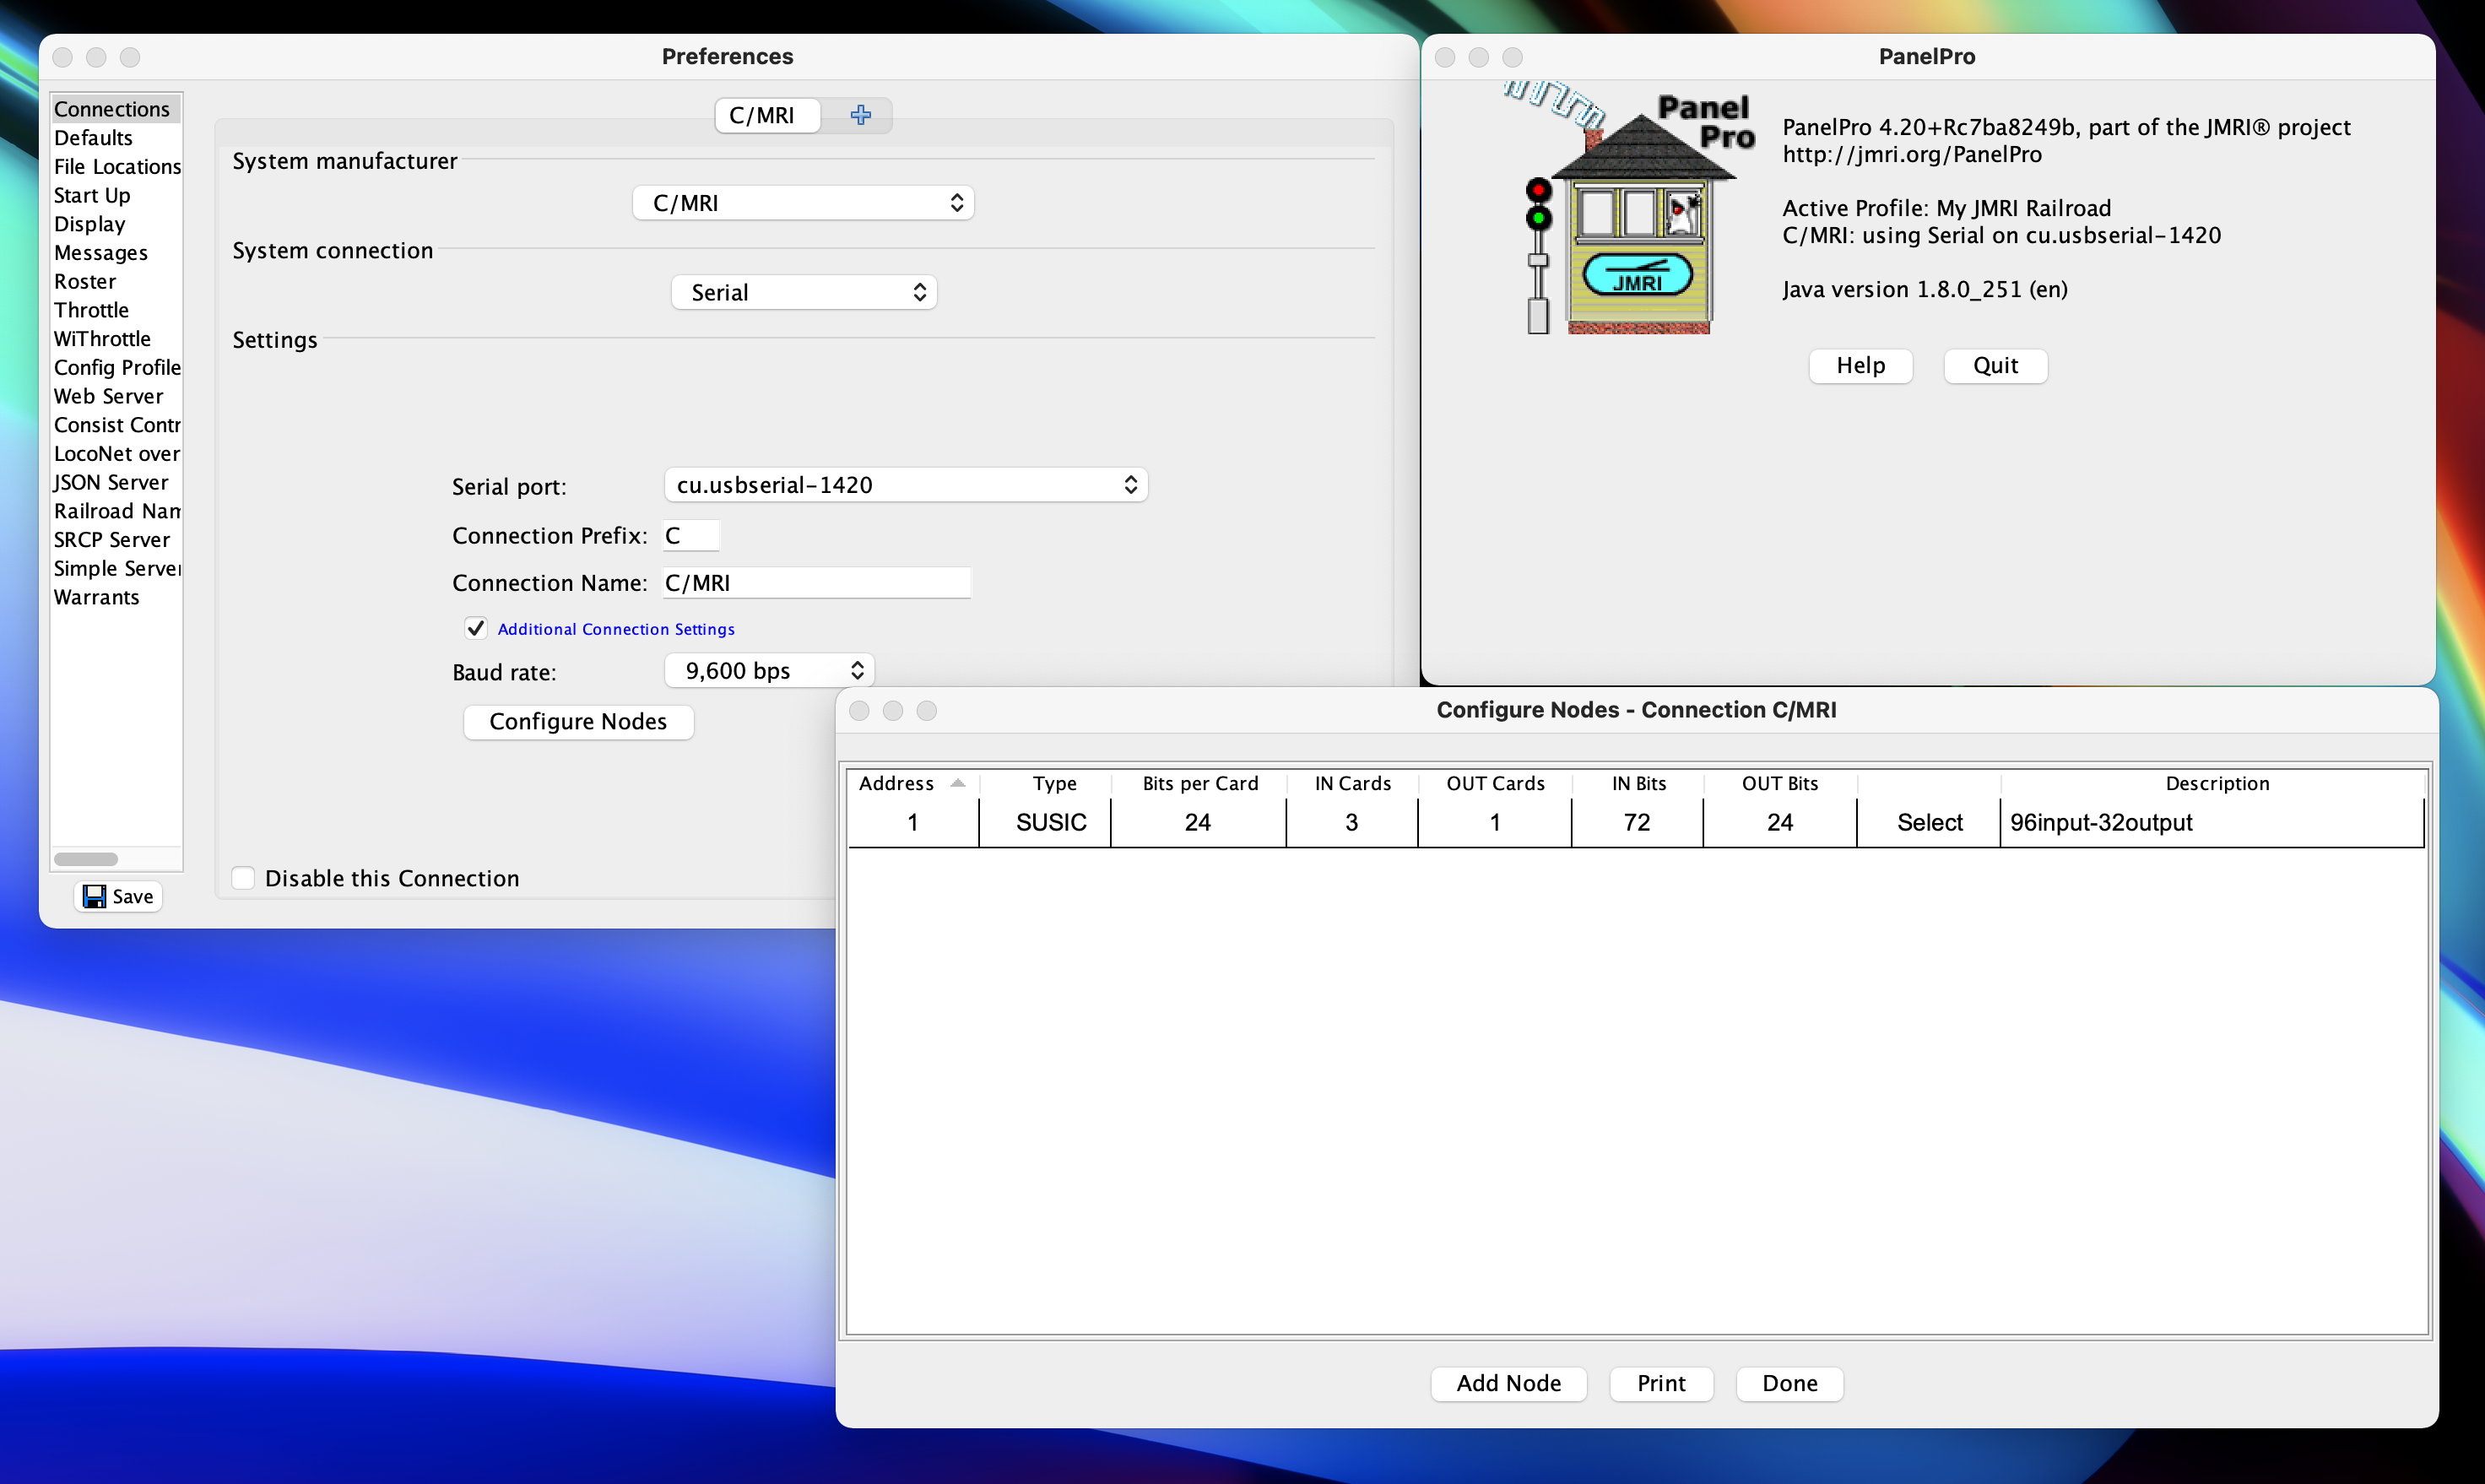 Preferences
Connections
Defaults
File Locations
Start Up
Display
Messages
Roster
Throttle
WiThrottle
Config Profile
Web Server
Consist Contr
LocoNet over
JSON Server
Railroad Nam
SRCP Server
Simple Server
Warrants
Save
C/MRI
System manufacturer
C/MRI
System connection
Serial
Settings
Serial port: cu.usbserial-1420
Connection Prefix: C
Connection Name: C/MRI
Additional Connection Settings
Baud rate: 9,600 bps
Configure Nodes
Disable this Connection
PanelPro
Panel
Pro
JMRI
PanelPro 4.20+Rc7ba8249b, part of the JMRI® project
http://jmri.org/PanelPro
Active Profile: My JMRI Railroad
C/MRI: using Serial on cu.usbserial-1420
Java version 1.8.0_251 (en)
Help Quit
Configure Nodes - Connection C/MRI
Address Type Bits per Card IN Cards OUT Cards IN Bits OUT Bits Description
1 SUSIC 24 3 1 72 24 Select 96input-32output
Add Node Print Done